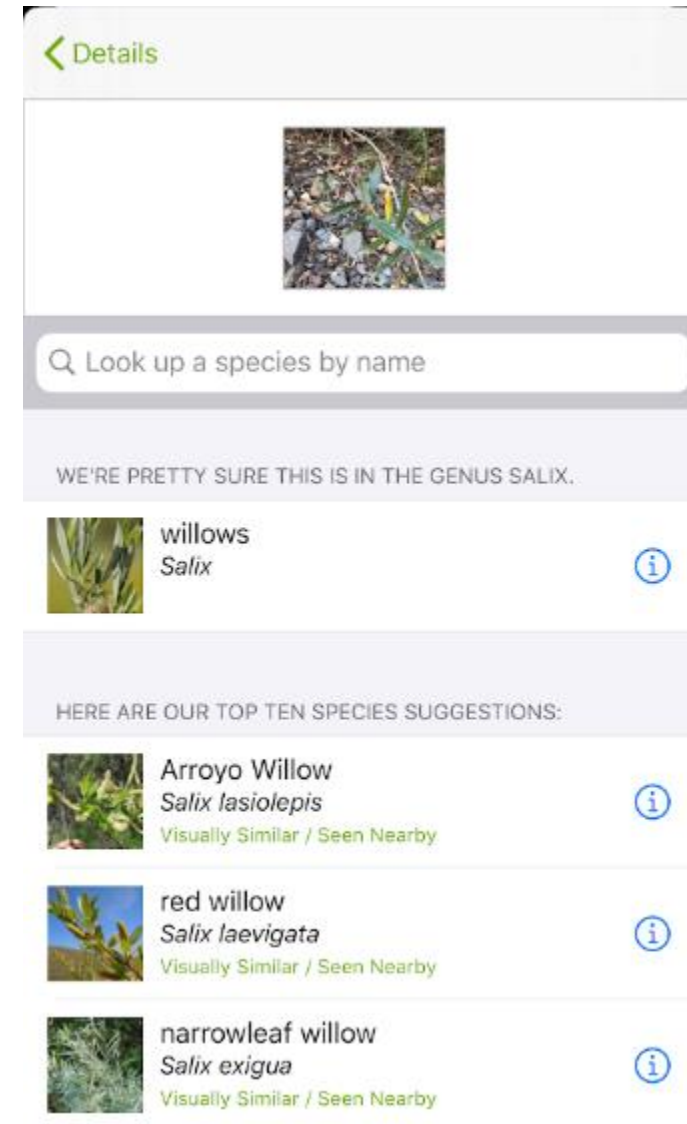 Details
Look up a species by name
WE'RE PRETTY SURE THIS IS IN THE GENUS SALIX.
willows
Salix
HERE ARE OUR TOP TEN SPECIES SUGGESTIONS:
Arroyo Willow
Salix lasiolepis
Visually Similar / Seen Nearby
red willow
Salix laevigata
Visually Similar / Seen Nearby
narrowleaf willow
Salix exigua
Visually Similar / Seen Nearby